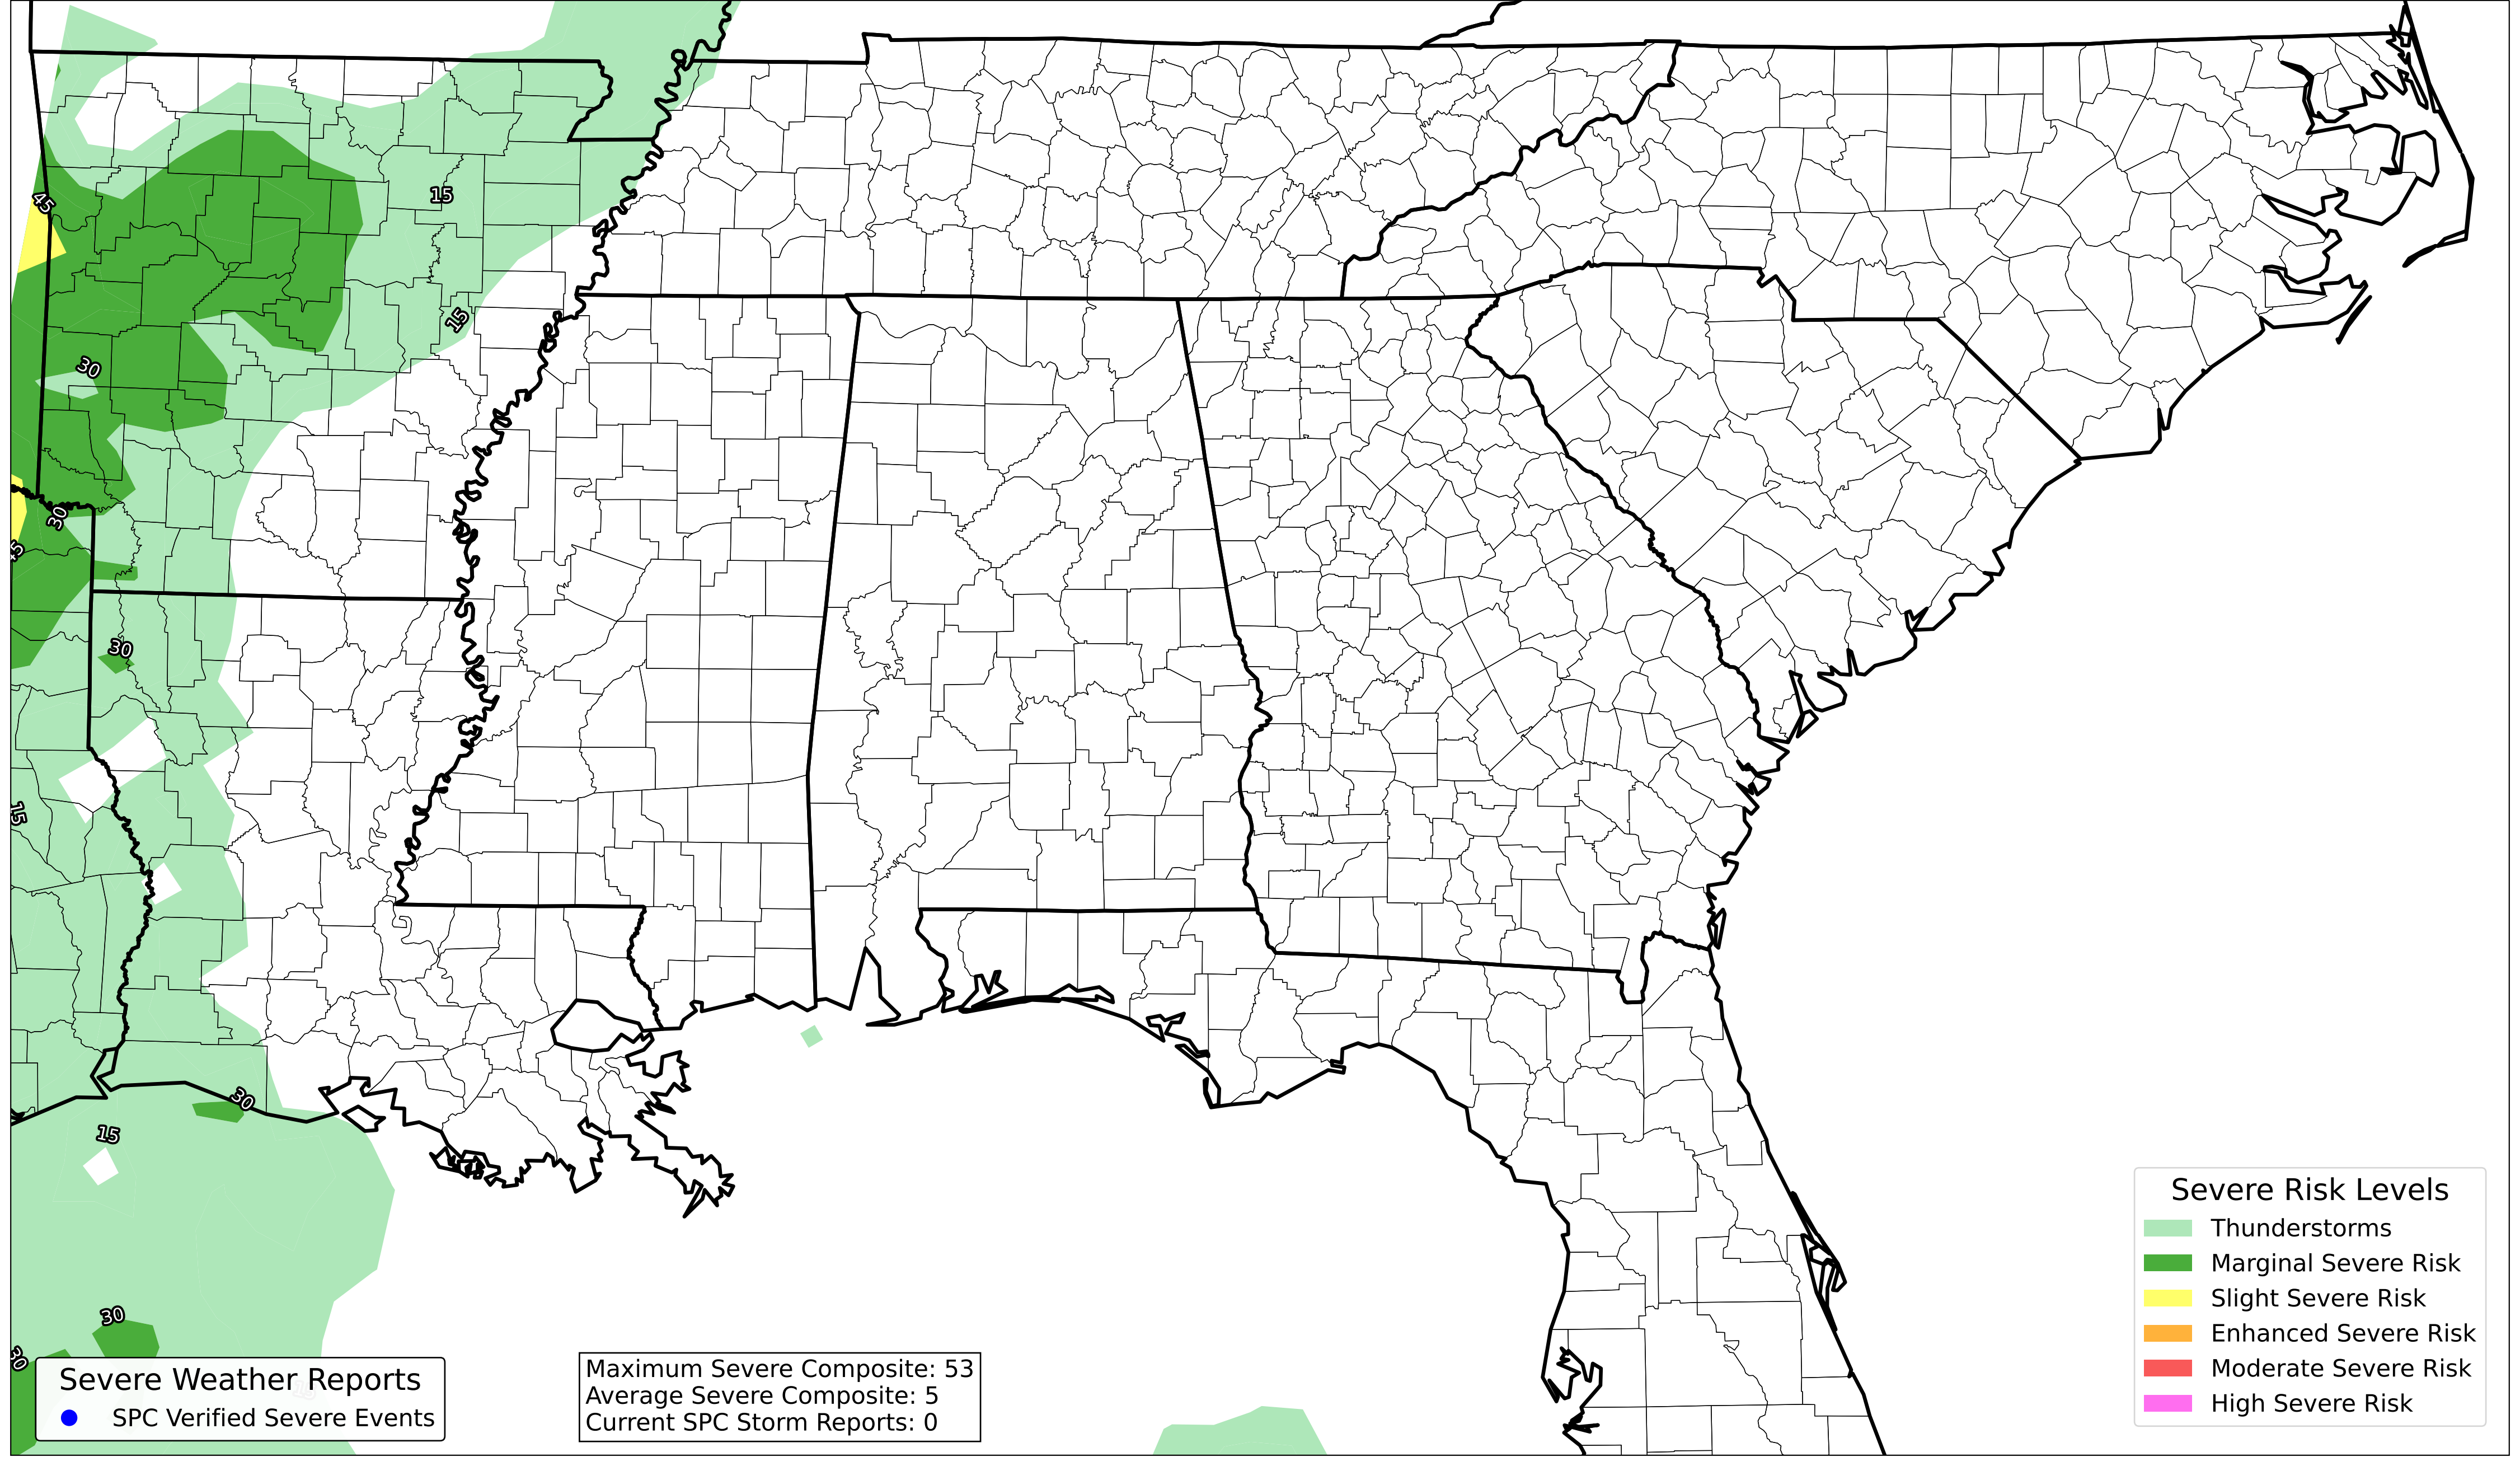 45
15
15
30
30
45
30
15
30
15
30
30
Severe Weather Reports
SPC Verified Severe Events
Maximum Severe Composite: 53
Average Severe Composite: 5
Current SPC Storm Reports: 0
Severe Risk Levels
Thunderstorms
Marginal Severe Risk
Slight Severe Risk
Enhanced Severe Risk
Moderate Severe Risk
High Severe Risk